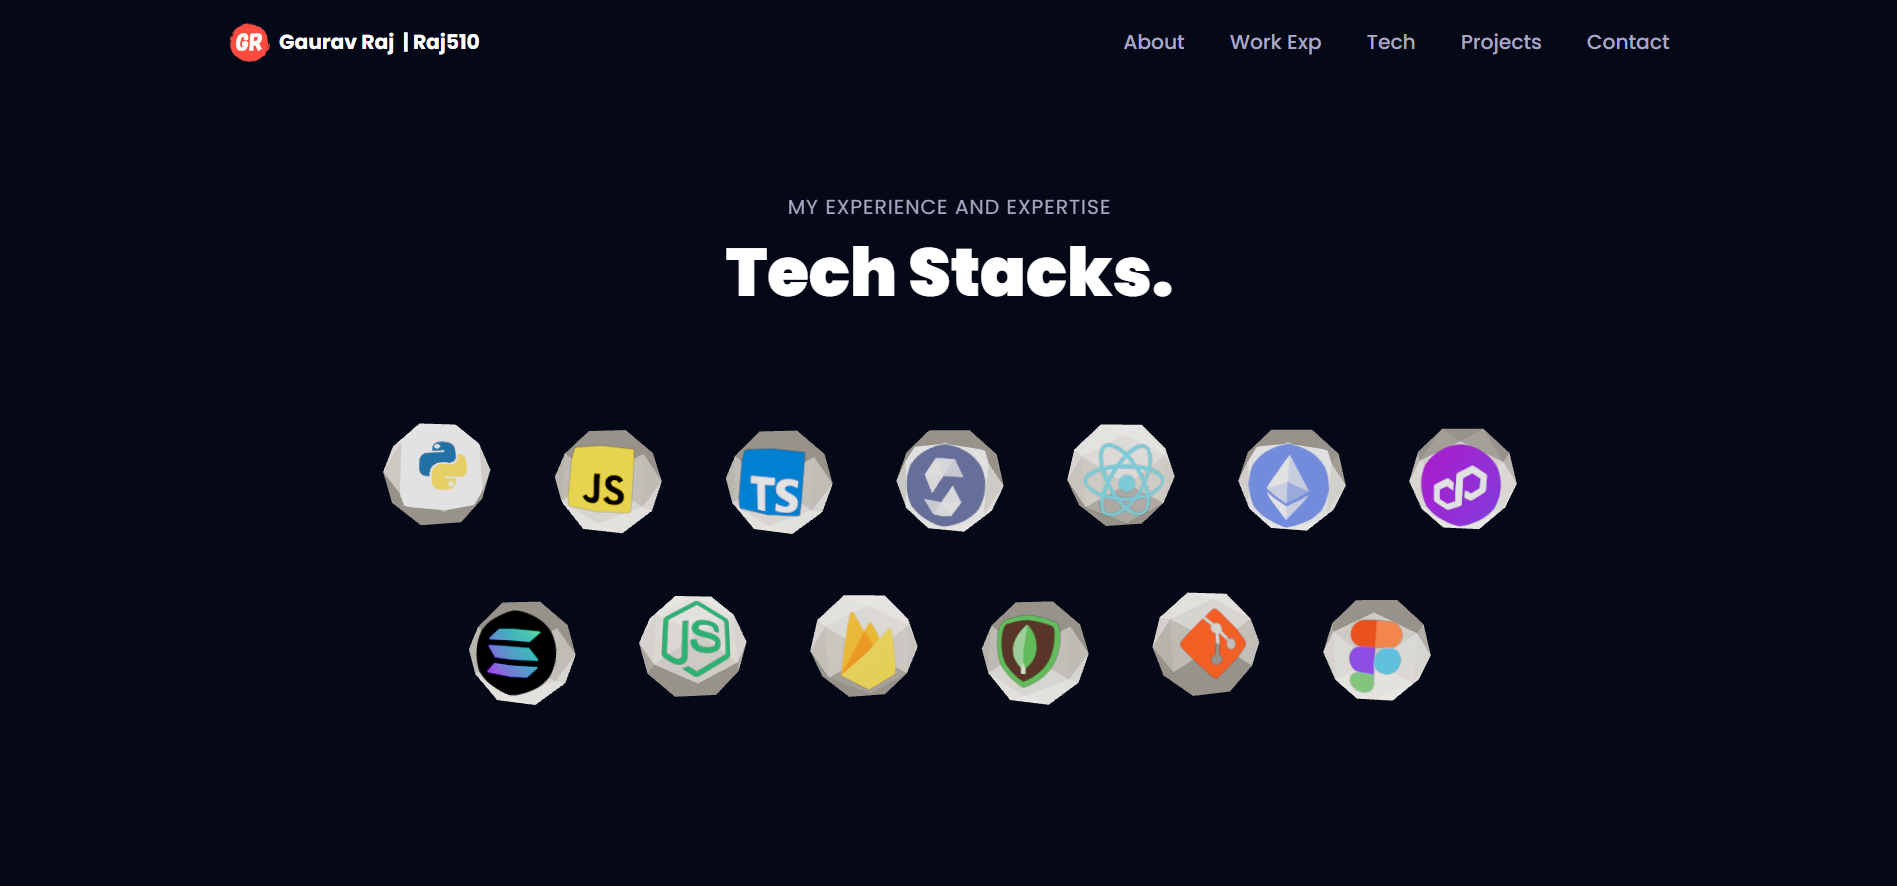 GR Gaurav Raj | Raj510
About Work Exp Tech Projects Contact
MY EXPERIENCE AND EXPERTISE
Tech Stacks.
JS
TS
JS